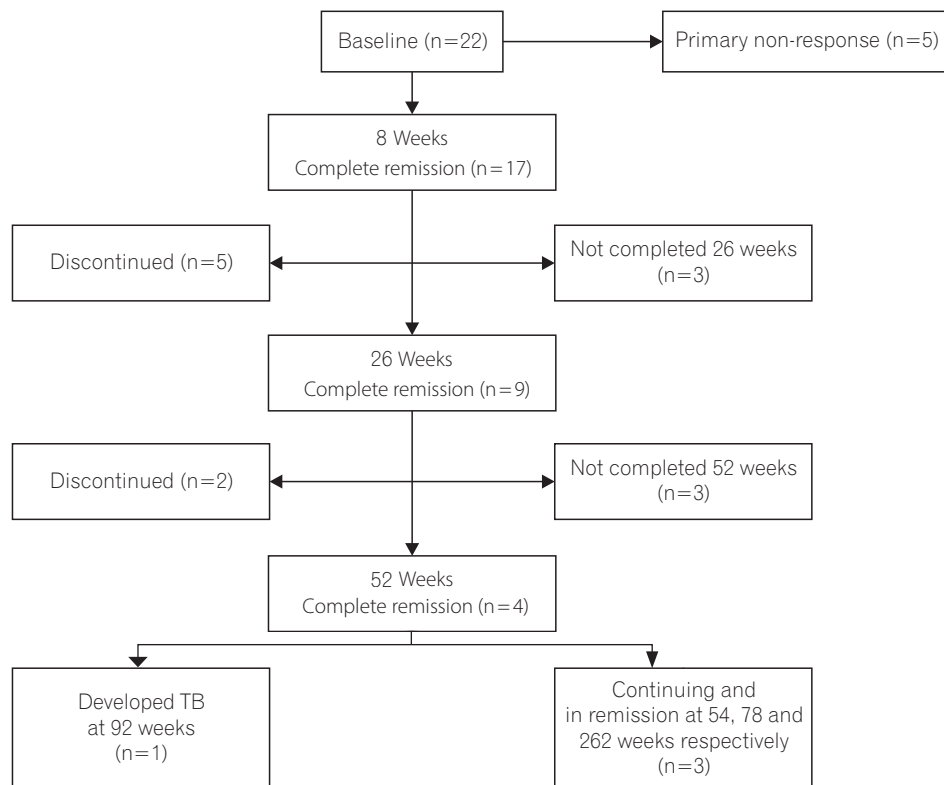 Baseline (n=22)
Primary non-response (n=5)
8 Weeks
Complete remission (n=17)
Discontinued (n=5)
Not completed 26 weeks
(n=3)
26 Weeks
Complete remission (n=9)
Discontinued (n=2)
Not completed 52 weeks
(n=3)
52 Weeks
Complete remission (n=4)
Developed TB
at 92 weeks
(n=1)
Continuing and
in remission at 54, 78 and
262 weeks respectively
(n=3)